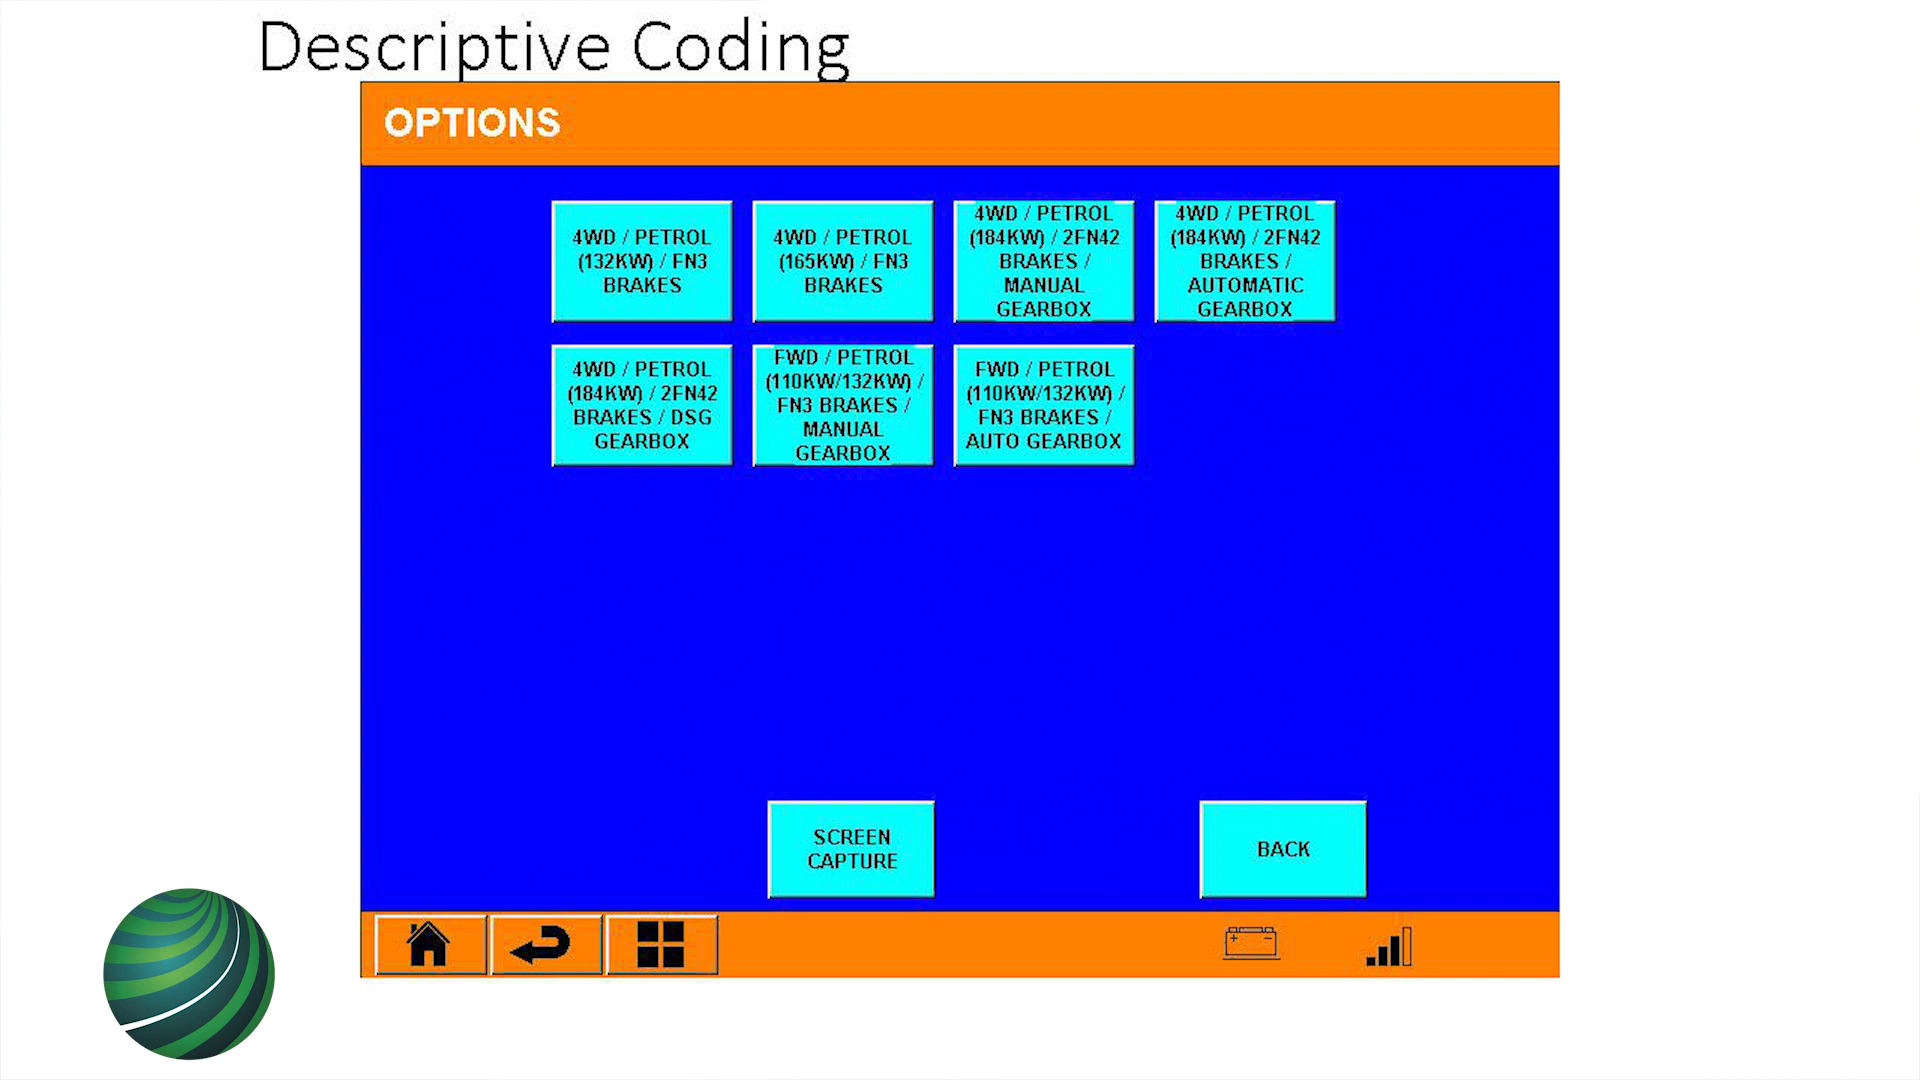 Descriptive Coding
OPTIONS
4WD / PETROL
(132KW) / FN3
BRAKES
4WD / PETROL
(165KW) / FN3
BRAKES
4WD / PETROL
(184KW) / 2FN42
BRAKES /
MANUAL
GEARBOX
4WD / PETROL
(184KW) / 2FN42
BRAKES /
AUTOMATIC
GEARBOX
4WD / PETROL
(184KW) / 2FN42
BRAKES / DSG
GEARBOX
FWD / PETROL
(110KW/132KW) /
FN3 BRAKES /
MANUAL
GEARBOX
FWD / PETROL
(110KW/132KW) /
FN3 BRAKES /
AUTO GEARBOX
SCREEN
CAPTURE
BACK